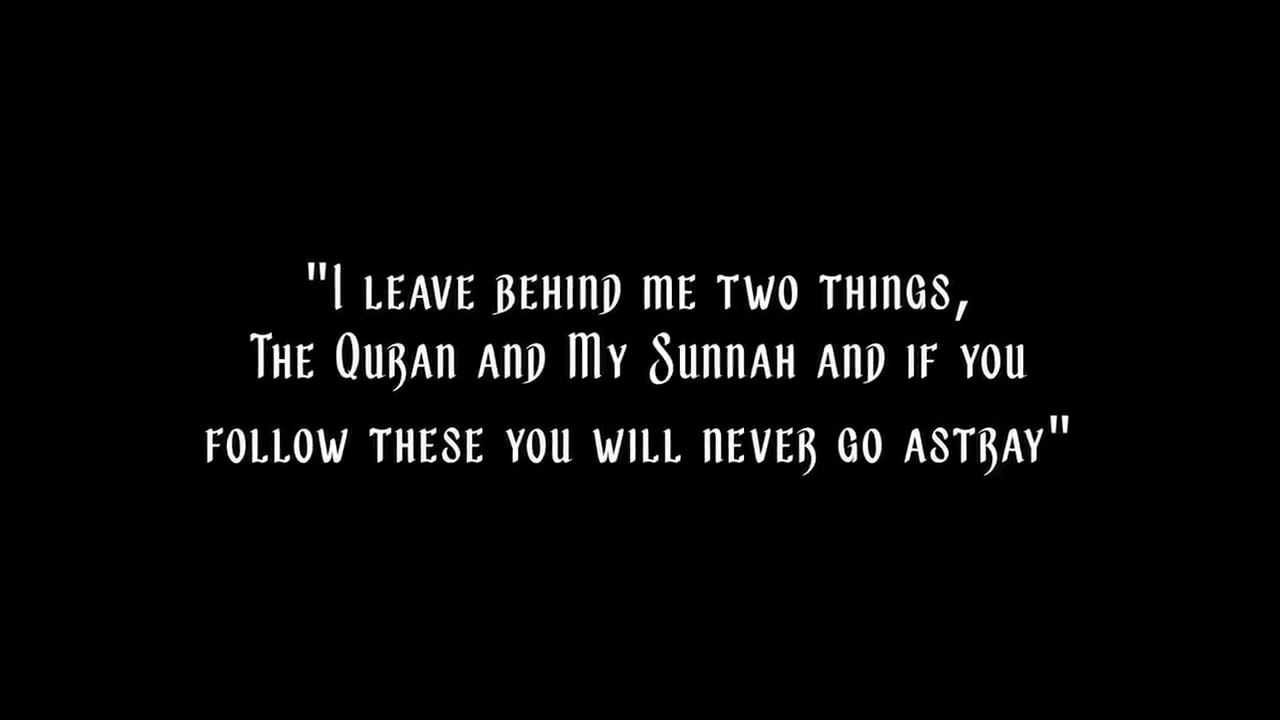 "I leave behind me two things,
The Quran and My Sunnah and if you
follow these you will never go astray"